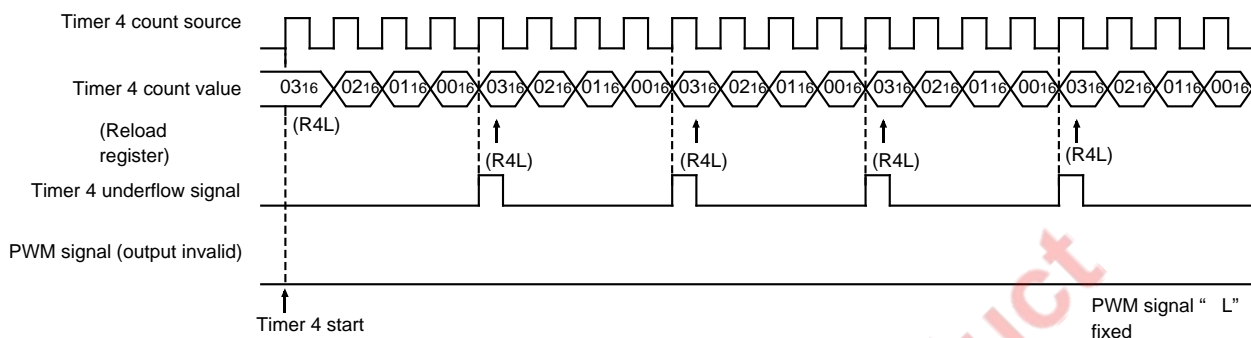 Timer 4 count source
Timer 4 count value
0316 0216 0116 0016 0316 0216 0116 0016 0316 0216 0116 0016 0316 0216 0116 0016 0316 0216 0116 0016
(Reload
register)
(R4L)
(R4L)
(R4L)
(R4L)
(R4L)
Timer 4 underflow signal
PWM signal (output invalid)
Timer 4 start
PWM signal “ L”
fixed
uct